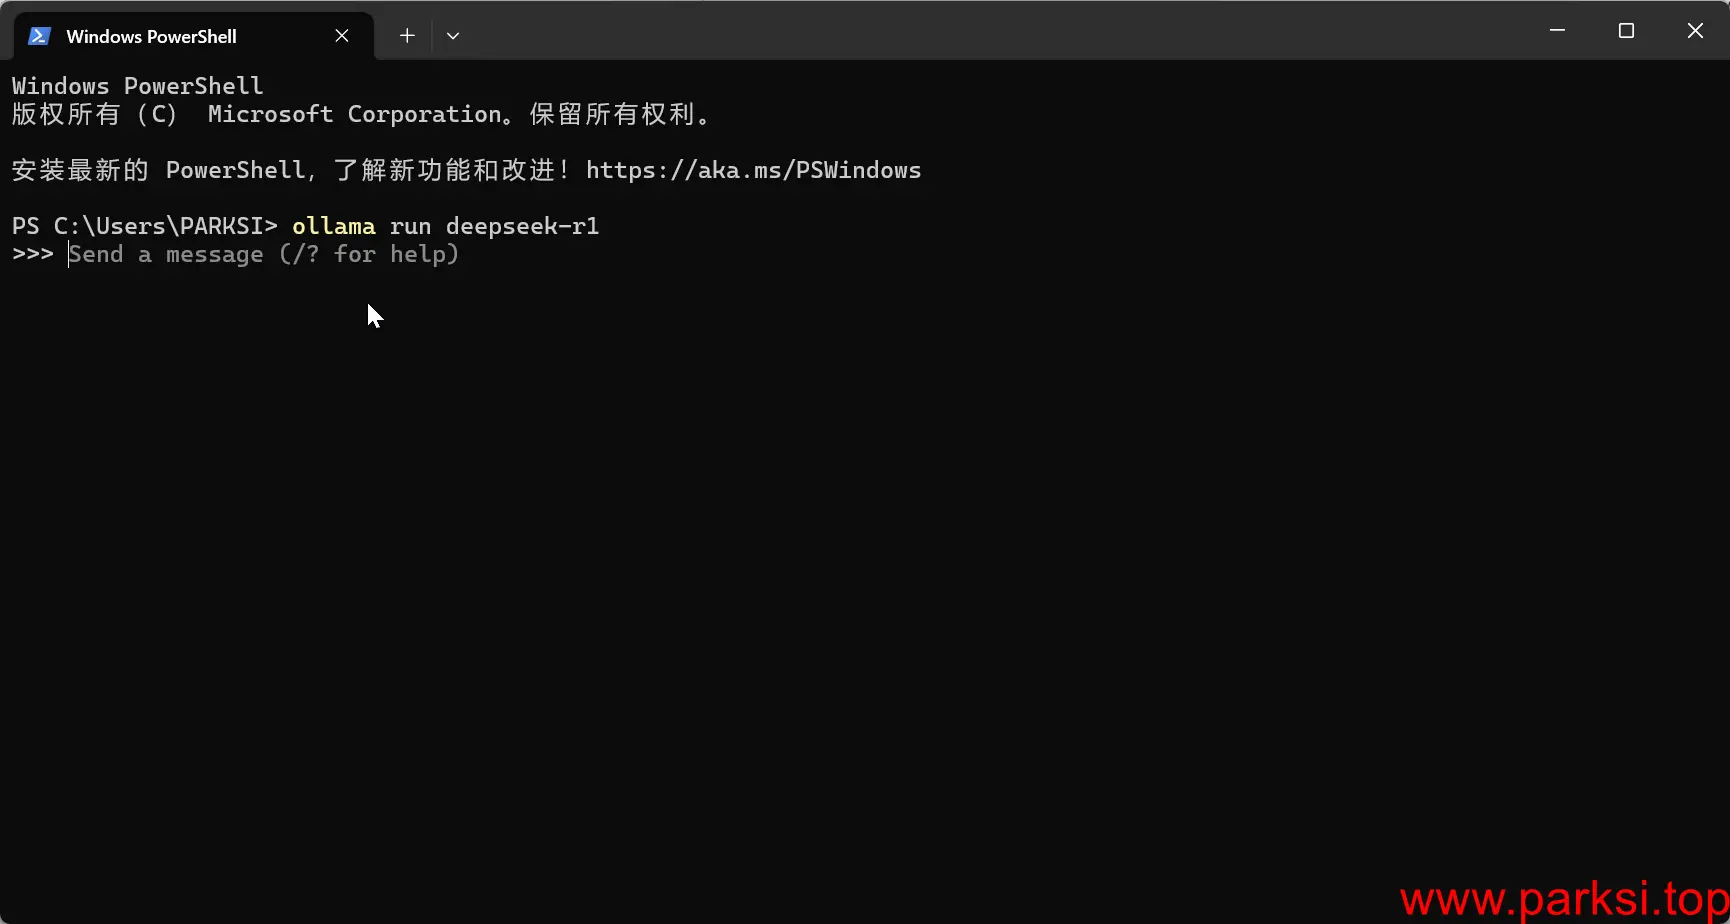 Windows PowerShell
Windows PowerShell
版权所有 (C) Microsoft Corporation。保留所有权利。
安装最新的 PowerShell,了解新功能和改进!https://aka.ms/PSWindows
PS C:\Users\PARKSI> ollama run deepseek-r1
>>> Send a message (/? for help)
www.parksi.top